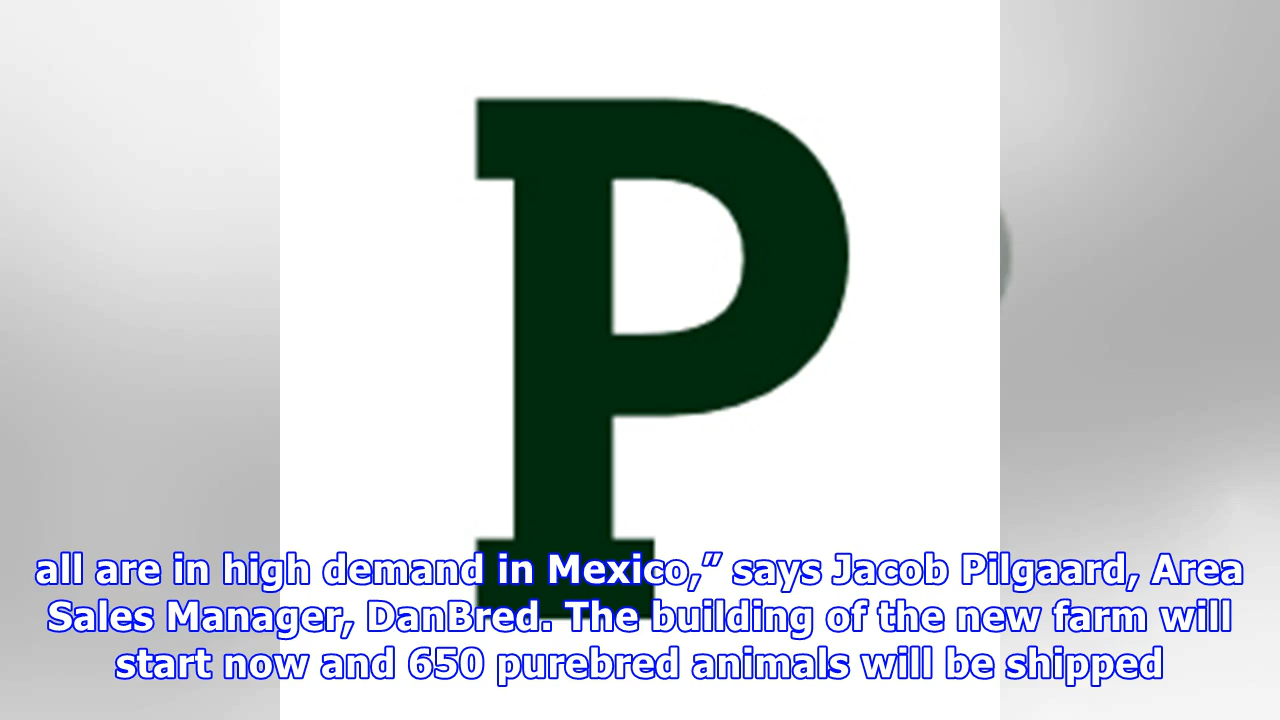 P
all are in high demand in Mexico,” says Jacob Pilgaard, Area
Sales Manager, DanBred. The building of the new farm will
start now and 650 purebred animals will be shipped